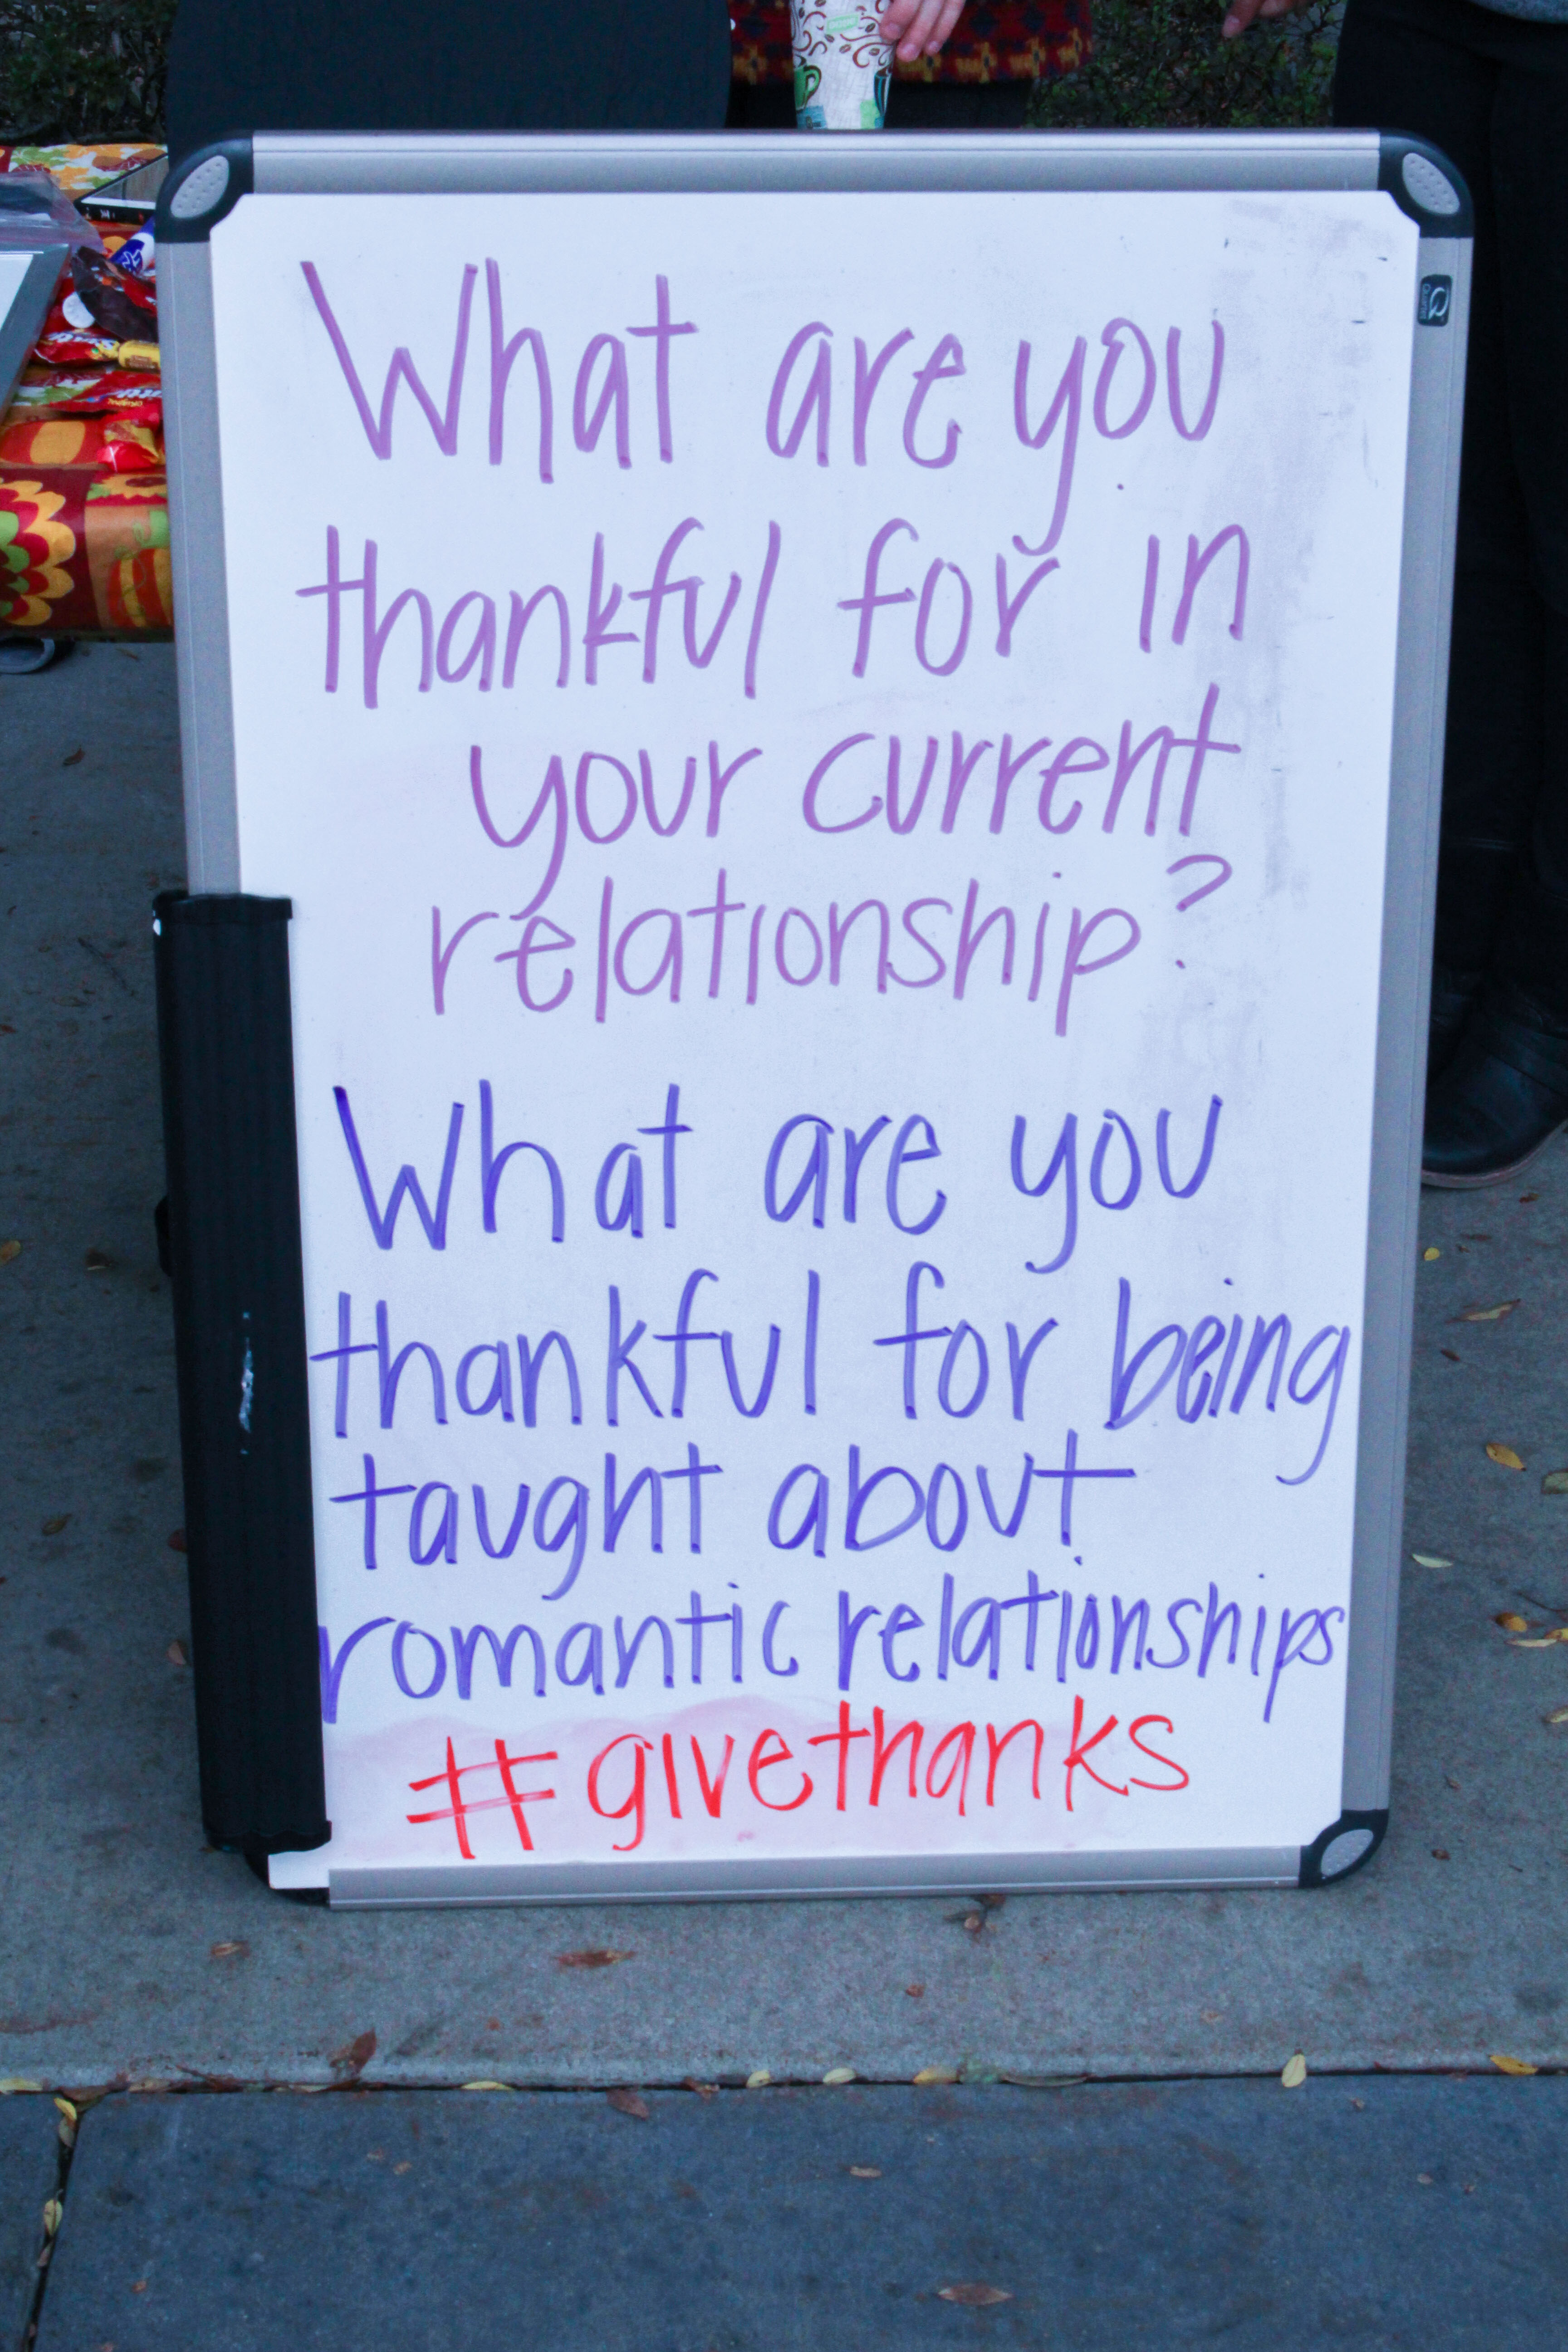 What are you
thankful for in
your current
relationship?
What are you
thankful for being
taught about
romantic relationships
#givethanks
Quartet